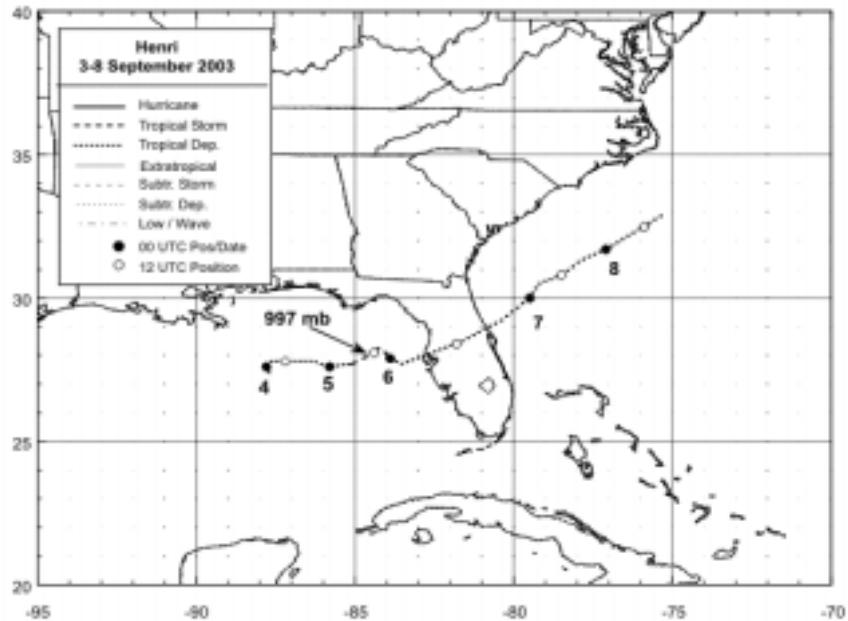 Henri
3-8 September 2003
Hurricane
Tropical Storm
Tropical Dep.
Extratropical
Subtr. Storm
Subtr. Dep.
Low / Wave
00 UTC Pos/Date
12 UTC Position
997 mb
4
5
6
7
8
40
35
30
25
20
-95
-90
-85
-80
-75
-70